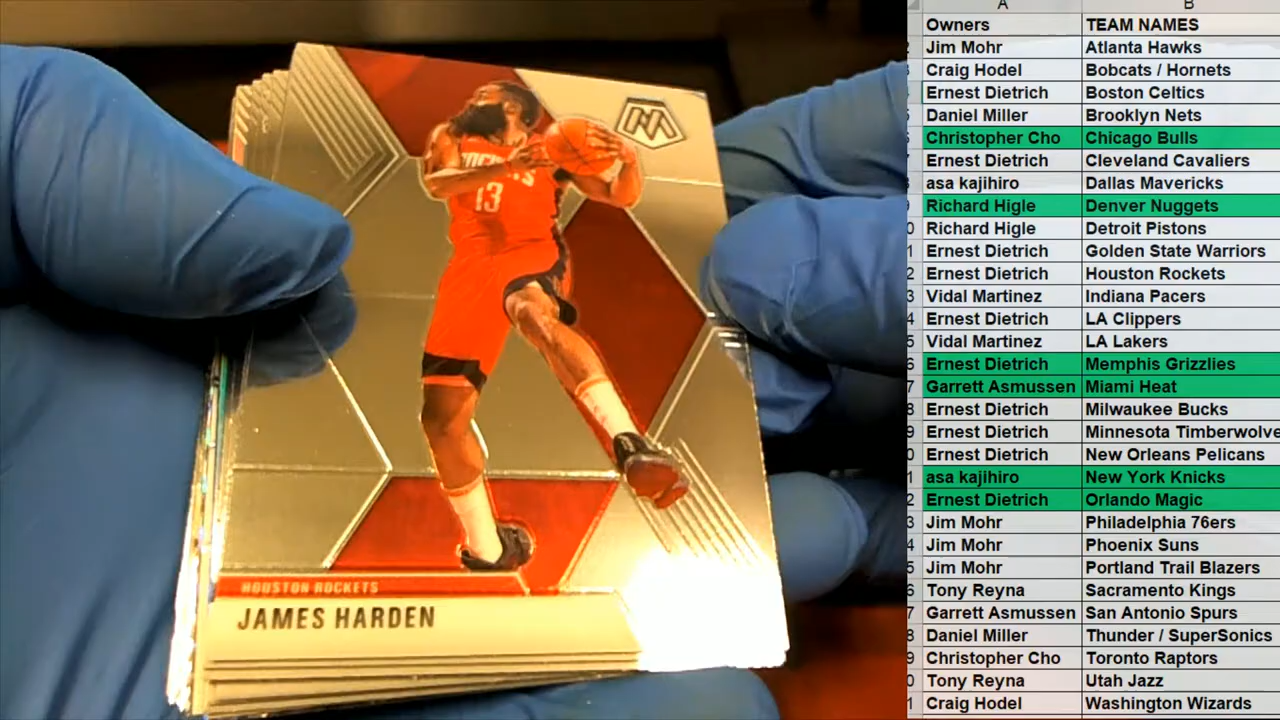 ROCKETS
13
HOUSTON ROCKETS
JAMES HARDEN
A B
Owners TEAM NAMES
Jim Mohr Atlanta Hawks
Craig Hodel Bobcats / Hornets
Ernest Dietrich Boston Celtics
Daniel Miller Brooklyn Nets
Christopher Cho Chicago Bulls
Ernest Dietrich Cleveland Cavaliers
asa kajihiro Dallas Mavericks
Richard Higle Denver Nuggets
Richard Higle Detroit Pistons
Ernest Dietrich Golden State Warriors
Ernest Dietrich Houston Rockets
Vidal Martinez Indiana Pacers
Ernest Dietrich LA Clippers
Vidal Martinez LA Lakers
Ernest Dietrich Memphis Grizzlies
Garrett Asmussen Miami Heat
Ernest Dietrich Milwaukee Bucks
Ernest Dietrich Minnesota Timberwolve
Ernest Dietrich New Orleans Pelicans
asa kajihiro New York Knicks
Ernest Dietrich Orlando Magic
Jim Mohr Philadelphia 76ers
Jim Mohr Phoenix Suns
Jim Mohr Portland Trail Blazers
Tony Reyna Sacramento Kings
Garrett Asmussen San Antonio Spurs
Daniel Miller Thunder / SuperSonics
Christopher Cho Toronto Raptors
Tony Reyna Utah Jazz
Craig Hodel Washington Wizards